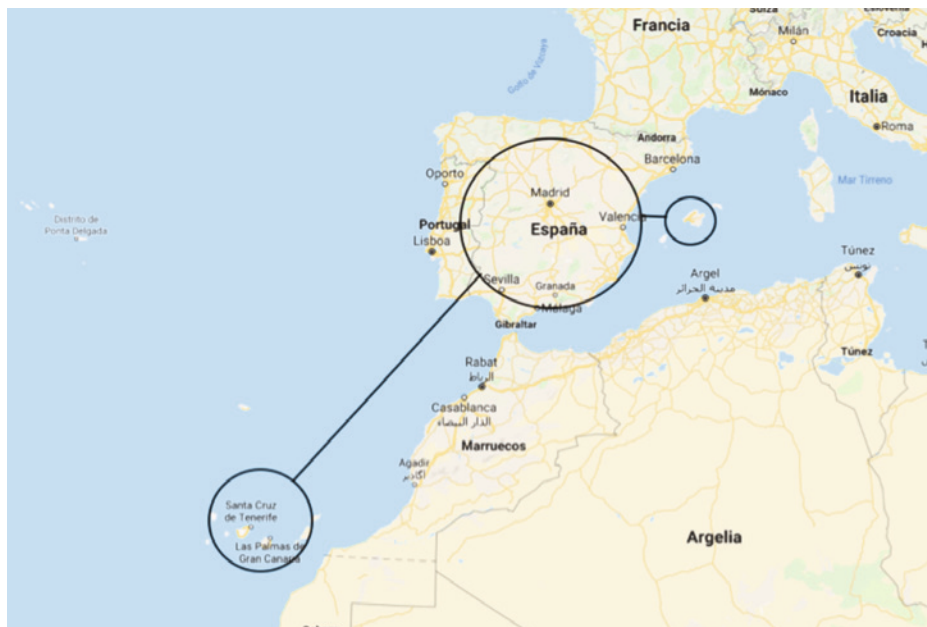 Francia
Suiza
Milán
Eslovenia
Croacia
Golfo de Vizcaya
Mónaco
Italia
Roma
Andorra
Barcelona
Oporto
Madrid
Mar Tirreno
Distrito de
Ponta Delgada
Portugal
Lisboa
España
Valencia
Sevilla
Granada
Málaga
Gibraltar
Argel
مدينة الجزائر
Túnez
تونس
Túnez
Rabat
الرباط
Casablanca
الدار البيضاء
Marruecos
Agadir
أكادير
Santa Cruz
de Tenerife
Las Palmas de
Gran Canaria
Argelia